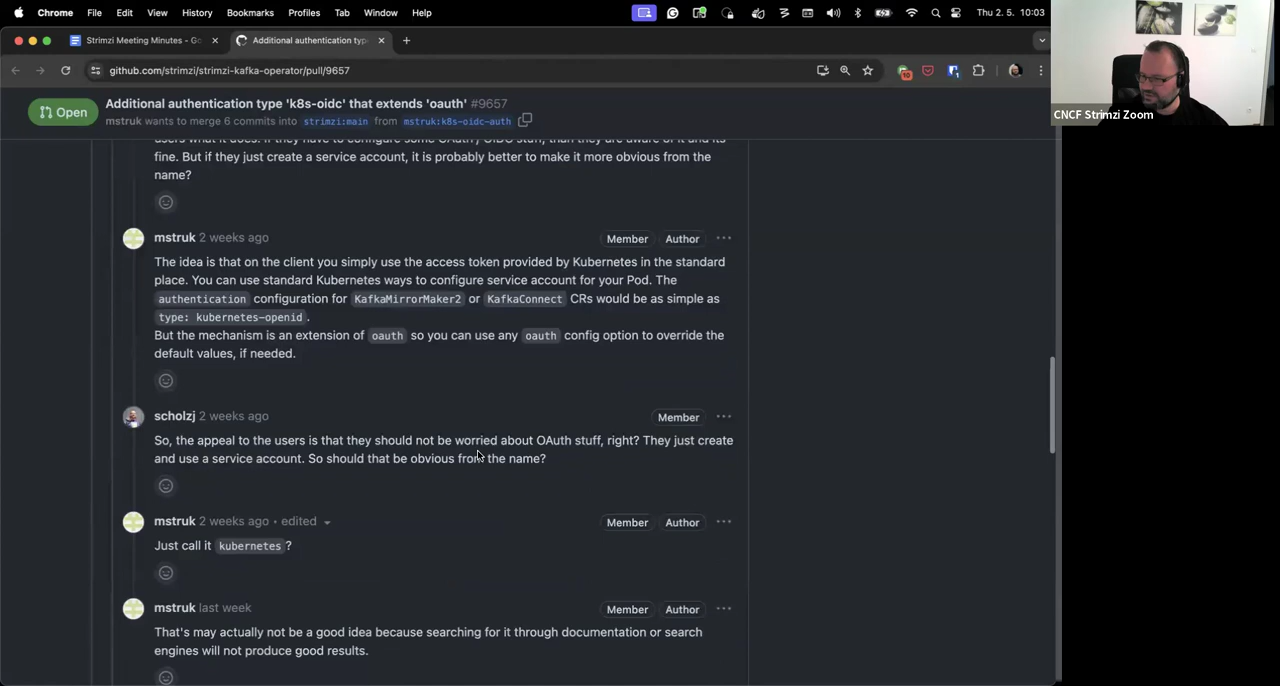 Chrome File Edit View History Bookmarks Profiles Tab Window Help Thu 2. 5. 10:03
Strimzi Meeting Minutes - Go
Additional authentication typ
github.com/strimzi/strimzi-kafka-operator/pull/9657
10
CNCF Strimzi Zoom
Open
Additional authentication type 'k8s-oidc' that extends 'oauth' #9657
mstruk wants to merge 6 commits into strimzi:main from mstruk:k8s-oidc-auth
fine. But if they just create a service account, it is probably better to make it more obvious from the
name?
mstruk 2 weeks ago Member Author
The idea is that on the client you simply use the access token provided by Kubernetes in the standard
place. You can use standard Kubernetes ways to configure service account for your Pod. The
authentication configuration for KafkaMirrorMaker2 or KafkaConnect CRs would be as simple as
type: kubernetes-openid.
But the mechanism is an extension of oauth so you can use any oauth config option to override the
default values, if needed.
scholzj 2 weeks ago Member
So, the appeal to the users is that they should not be worried about OAuth stuff, right? They just create
and use a service account. So should that be obvious from the name?
mstruk 2 weeks ago • edited Member Author
Just call it kubernetes?
mstruk last week Member Author
That's may actually not be a good idea because searching for it through documentation or search
engines will not produce good results.